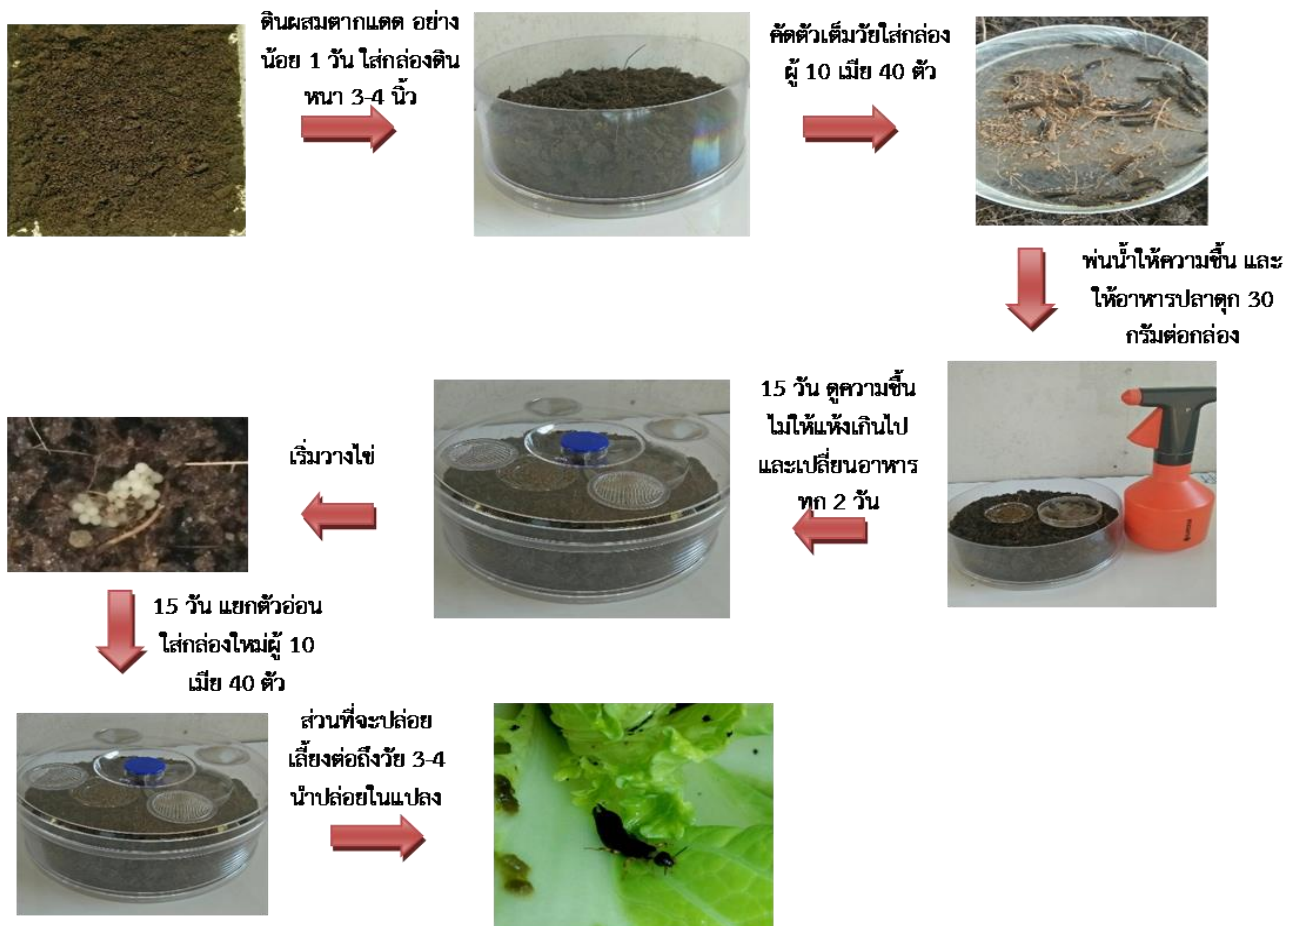 ดินผสมตากแดด อย่าง
น้อย 1 วัน ใส่กล่องดิน
หนา 3-4 นิ้ว
คัดตัวเต็มวัยใส่กล่อง
ผู้ 10 เมีย 40 ตัว
พ่นน้ำให้ความชื้น และ
ให้อาหารปลาดุก 30
กรัมต่อกล่อง
15 วัน ดูความชื้น
ไม่ให้แห้งเกินไป
และเปลี่ยนอาหาร
ทุก 2 วัน
เริ่มวางไข่
15 วัน แยกตัวอ่อน
ใส่กล่องใหม่ผู้ 10
เมีย 40 ตัว
ส่วนที่จะปล่อย
เลี้ยงต่อถึงวัย 3-4
นำปล่อยในแปลง